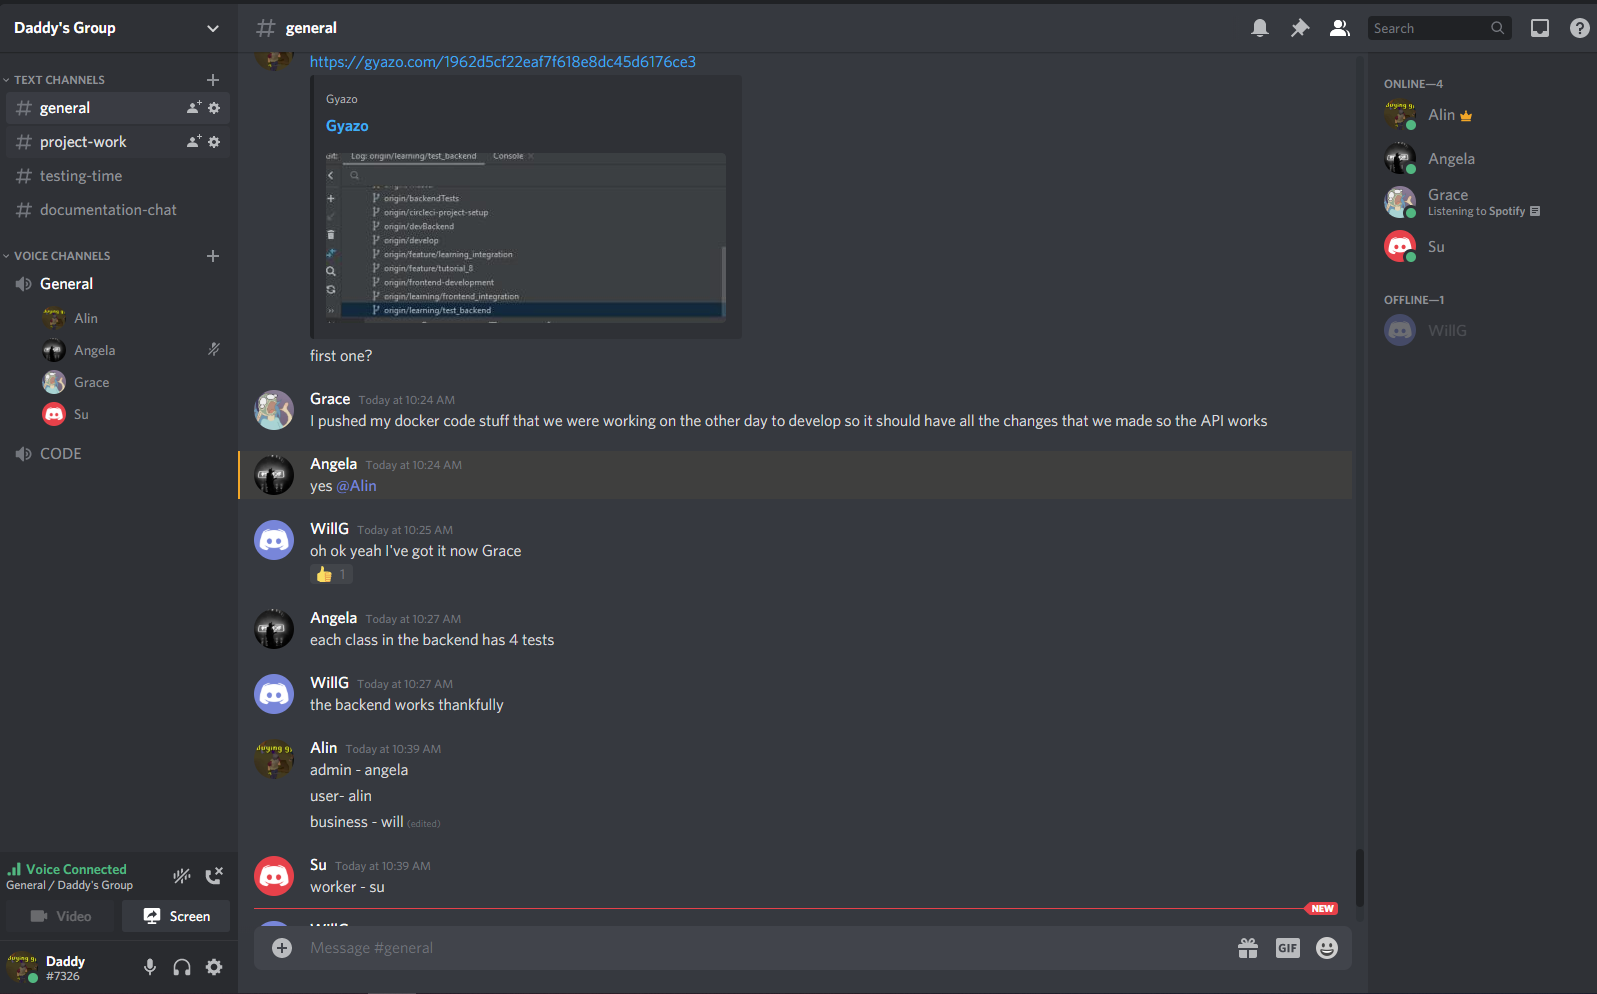 Daddy's Group
TEXT CHANNELS
general
project-work
testing-time
documentation-chat
VOICE CHANNELS
General
Alin
Angela
Grace
Su
CODE
Voice Connected
General / Daddy's Group
Video
Screen
Daddy
#7326
general
Search
https://gyazo.com/1962d5cf22eaf7f618e8dc45d6176ce3
Gyazo
Gyazo
Log: origin/learning/test_backend Console
origin/backendTests
origin/circleci-project-setup
origin/devBackend
origin/develop
origin/feature/learning_integration
origin/feature/tutorial_8
origin/frontend-development
origin/learning/frontend_integration
origin/learning/test_backend
first one?
Grace Today at 10:24 AM
I pushed my docker code stuff that we were working on the other day to develop so it should have all the changes that we made so the API works
Angela Today at 10:24 AM
yes @Alin
WillG Today at 10:25 AM
oh ok yeah I've got it now Grace
1
Angela Today at 10:27 AM
each class in the backend has 4 tests
WillG Today at 10:27 AM
the backend works thankfully
Alin Today at 10:39 AM
admin - angela
user- alin
business - will (edited)
Su Today at 10:39 AM
worker - su
NEW
Message #general
GIF
ONLINE—4
Alin
Angela
Grace
Listening to Spotify
Su
OFFLINE—1
WillG